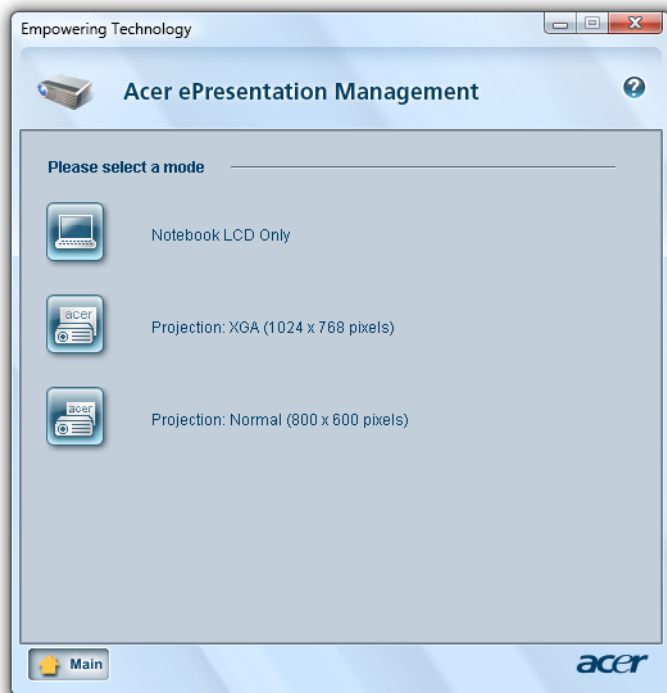 Empowering Technology
Acer ePresentation Management
?
Please select a mode
Notebook LCD Only
acer
Projection: XGA (1024 x 768 pixels)
acer
Projection: Normal (800 x 600 pixels)
Main
acer